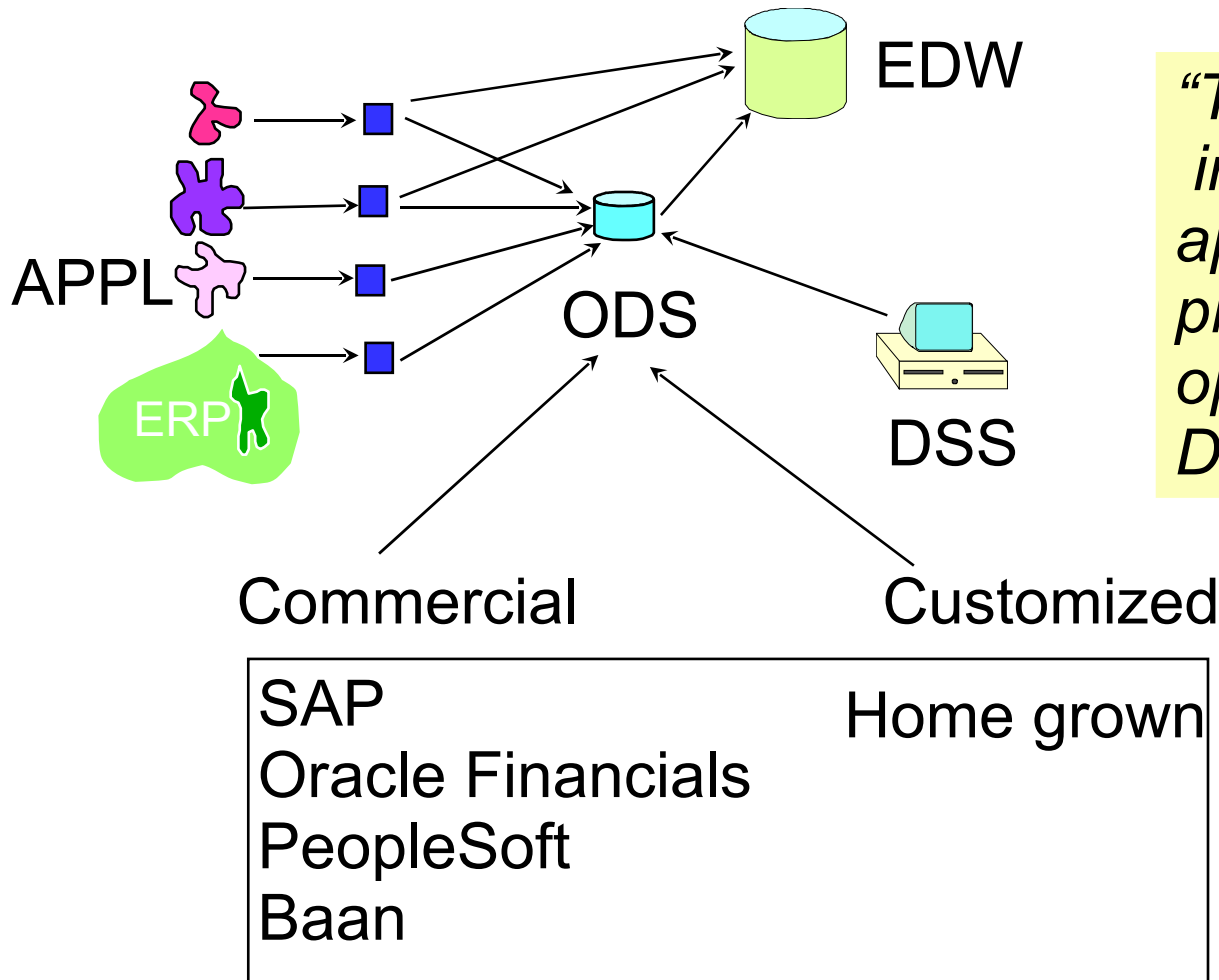 EDW
APPL
ODS
ERP
DSS
Commercial
Customized
SAP
Home grown
Oracle Financials
PeopleSoft
Baan